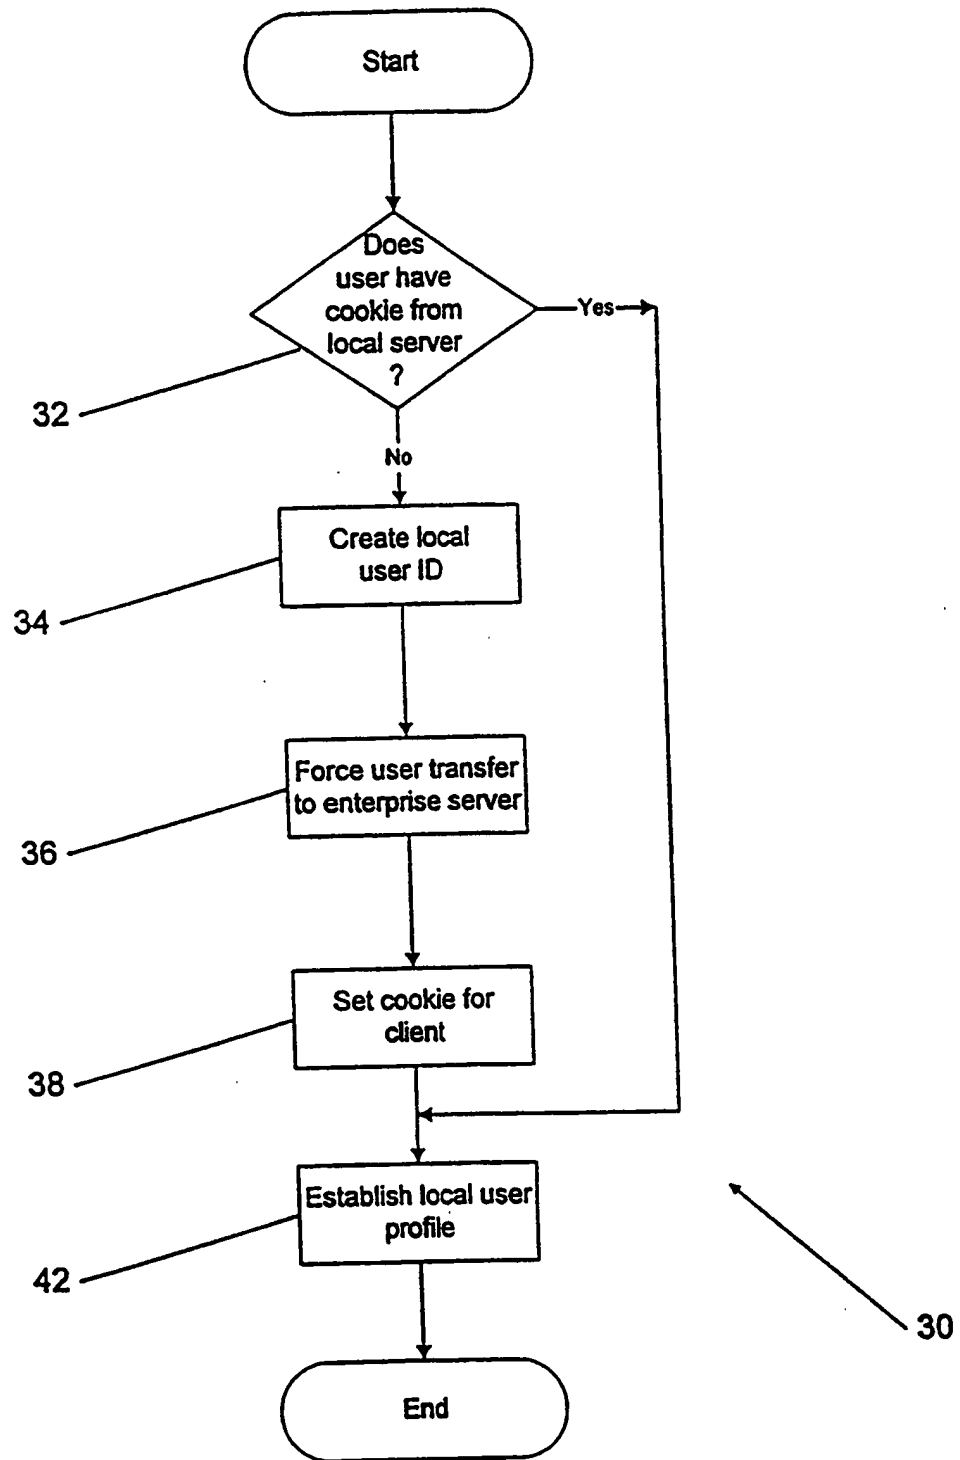 Start
Does
user have
cookie from
local server
?
Yes
32
No
Create local
user ID
34
Force user transfer
to enterprise server
36
Set cookie for
client
38
Establish local user
profile
42
30
End